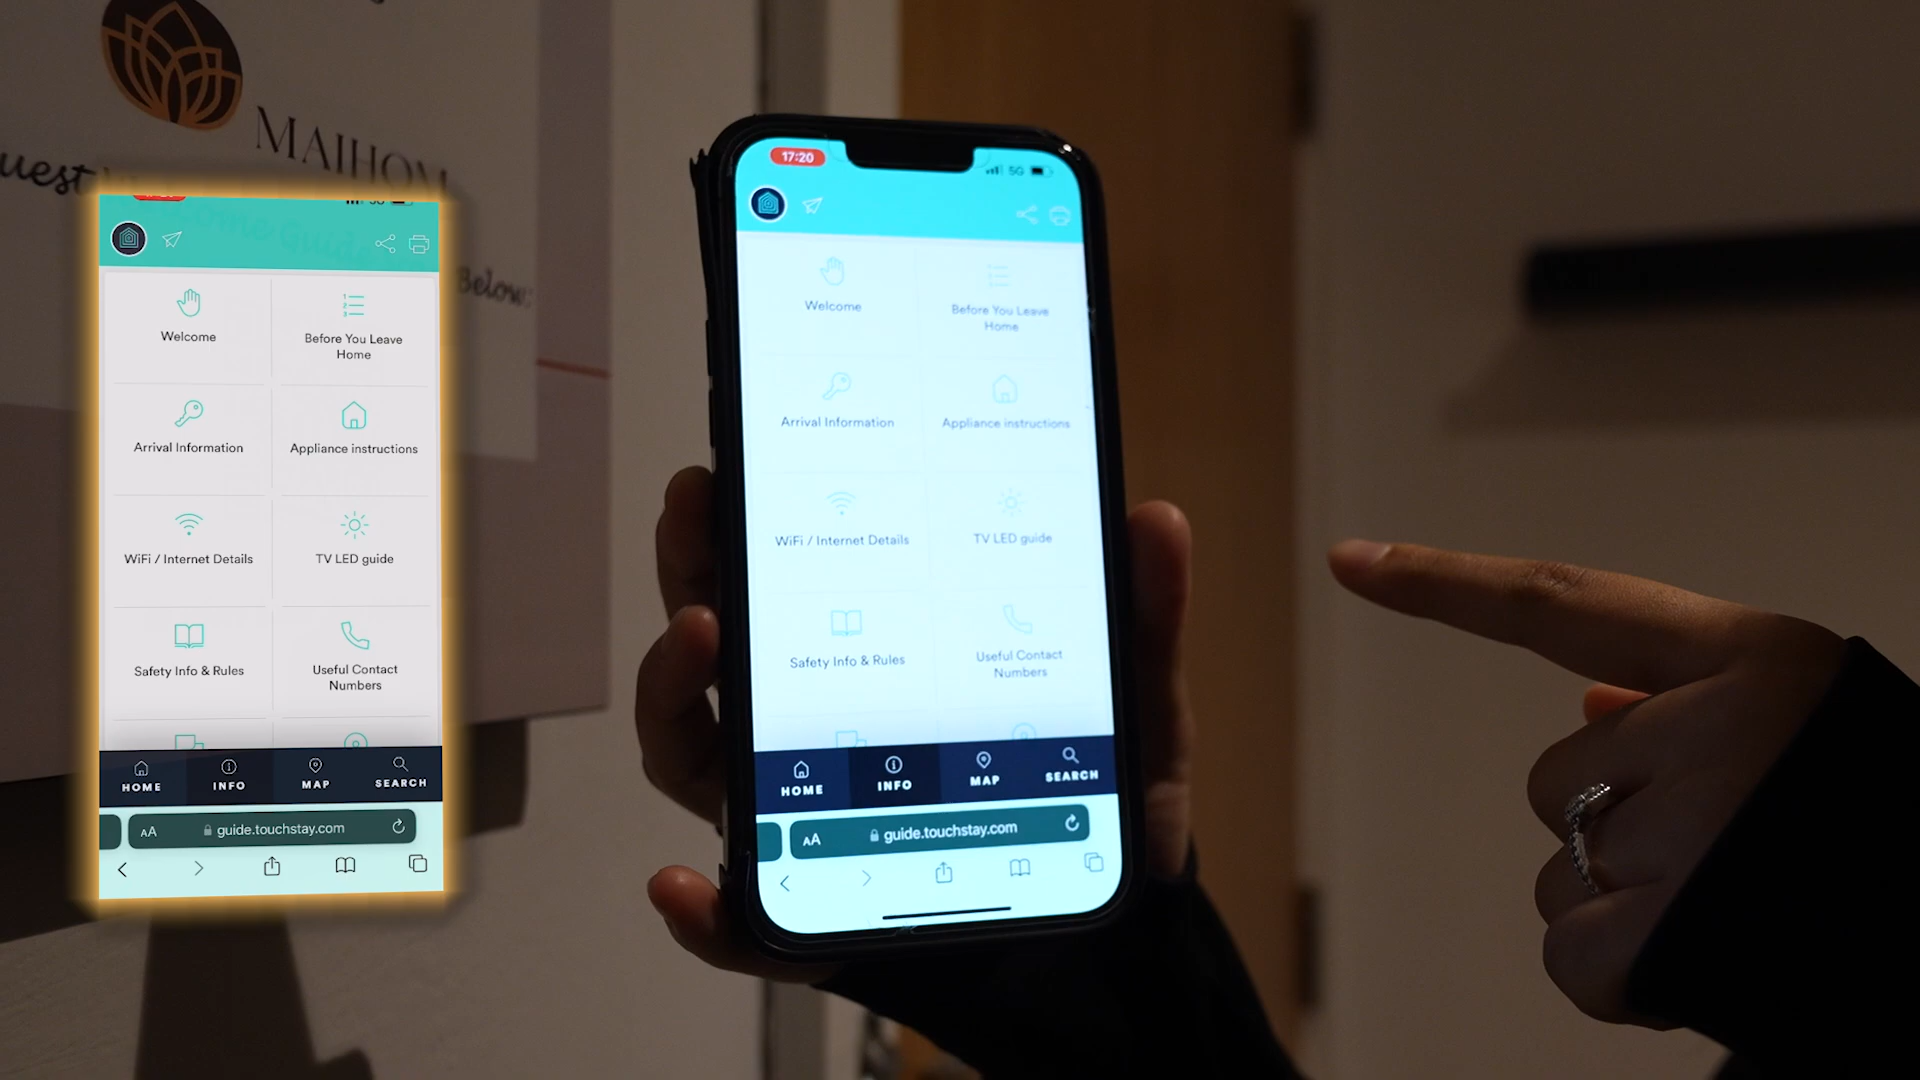 MAIHOM
uest
Below:
Welcome
Before You Leave
Home
Arrival Information
Appliance instructions
WiFi / Internet Details
TV LED guide
Safety Info & Rules
Useful Contact
Numbers
HOME
INFO
MAP
SEARCH
AA
guide.touchstay.com
17:20
5G
Welcome
Before You Leave
Home
Arrival Information
Appliance instructions
WiFi / Internet Details
TV LED guide
Safety Info & Rules
Useful Contact
Numbers
HOME
INFO
MAP
SEARCH
AA
guide.touchstay.com